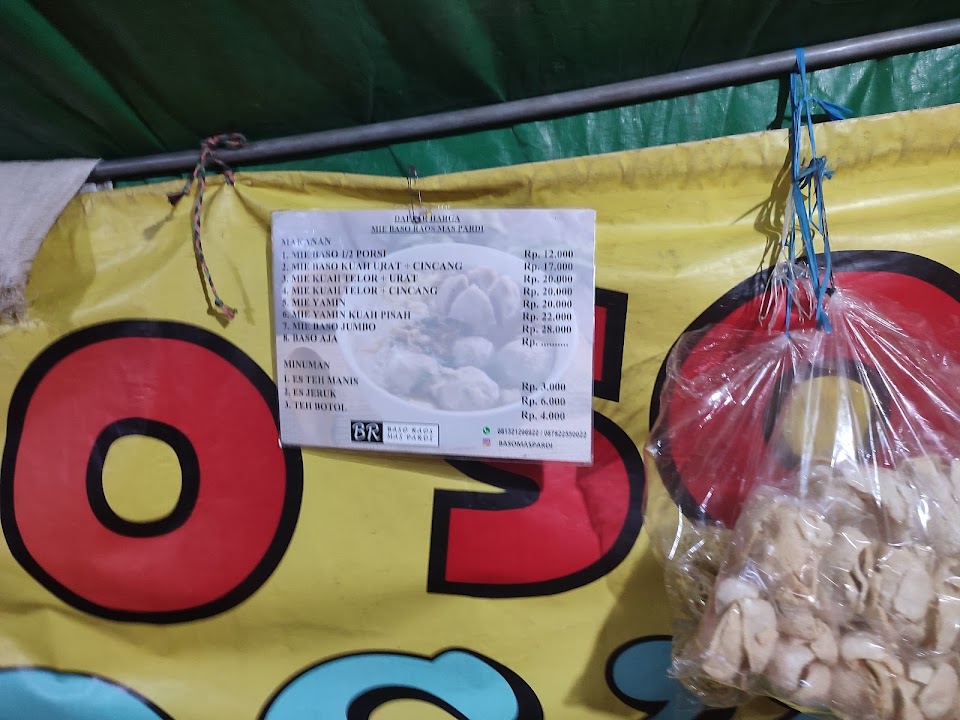 DAFTAR HARGA
MIE BASO RAOS MAS PARDI
MAKANAN
1. MIE BASO 1/2 PORSI Rp. 12.000
2. MIE BASO KUAH URAT + CINCANG Rp. 17.000
3. MIE KUAH TELOR + URAT Rp. 20.000
4. MIE KUAH TELOR + CINCANG Rp. 20.000
5. MIE YAMIN Rp. 20.000
6. MIE YAMIN KUAH PISAH Rp. 22.000
7. MIE BASO JUMBO Rp. 28.000
8. BASO AJA Rp. ..........
MINUMAN
1. ES TEH MANIS Rp. 3.000
2. ES JERUK Rp. 6.000
3. TEH BOTOL Rp. 4.000
BR BASO RAOS
MAS PARDI
BASOMASPARDI
OSO